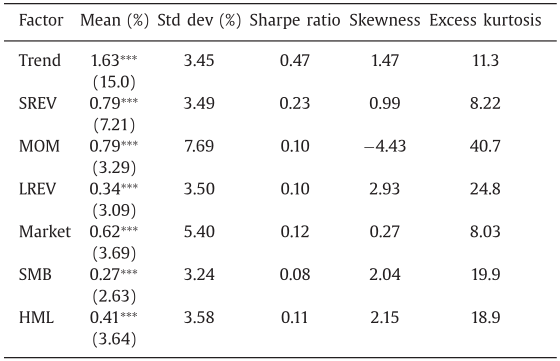 Factor Mean (%) Std dev (%) Sharpe ratio Skewness Excess kurtosis
Trend 1.63*** 3.45 0.47 1.47 11.3
(15.0)
SREV 0.79*** 3.49 0.23 0.99 8.22
(7.21)
MOM 0.79*** 7.69 0.10 −4.43 40.7
(3.29)
LREV 0.34*** 3.50 0.10 2.93 24.8
(3.09)
Market 0.62*** 5.40 0.12 0.27 8.03
(3.69)
SMB 0.27*** 3.24 0.08 2.04 19.9
(2.63)
HML 0.41*** 3.58 0.11 2.15 18.9
(3.64)